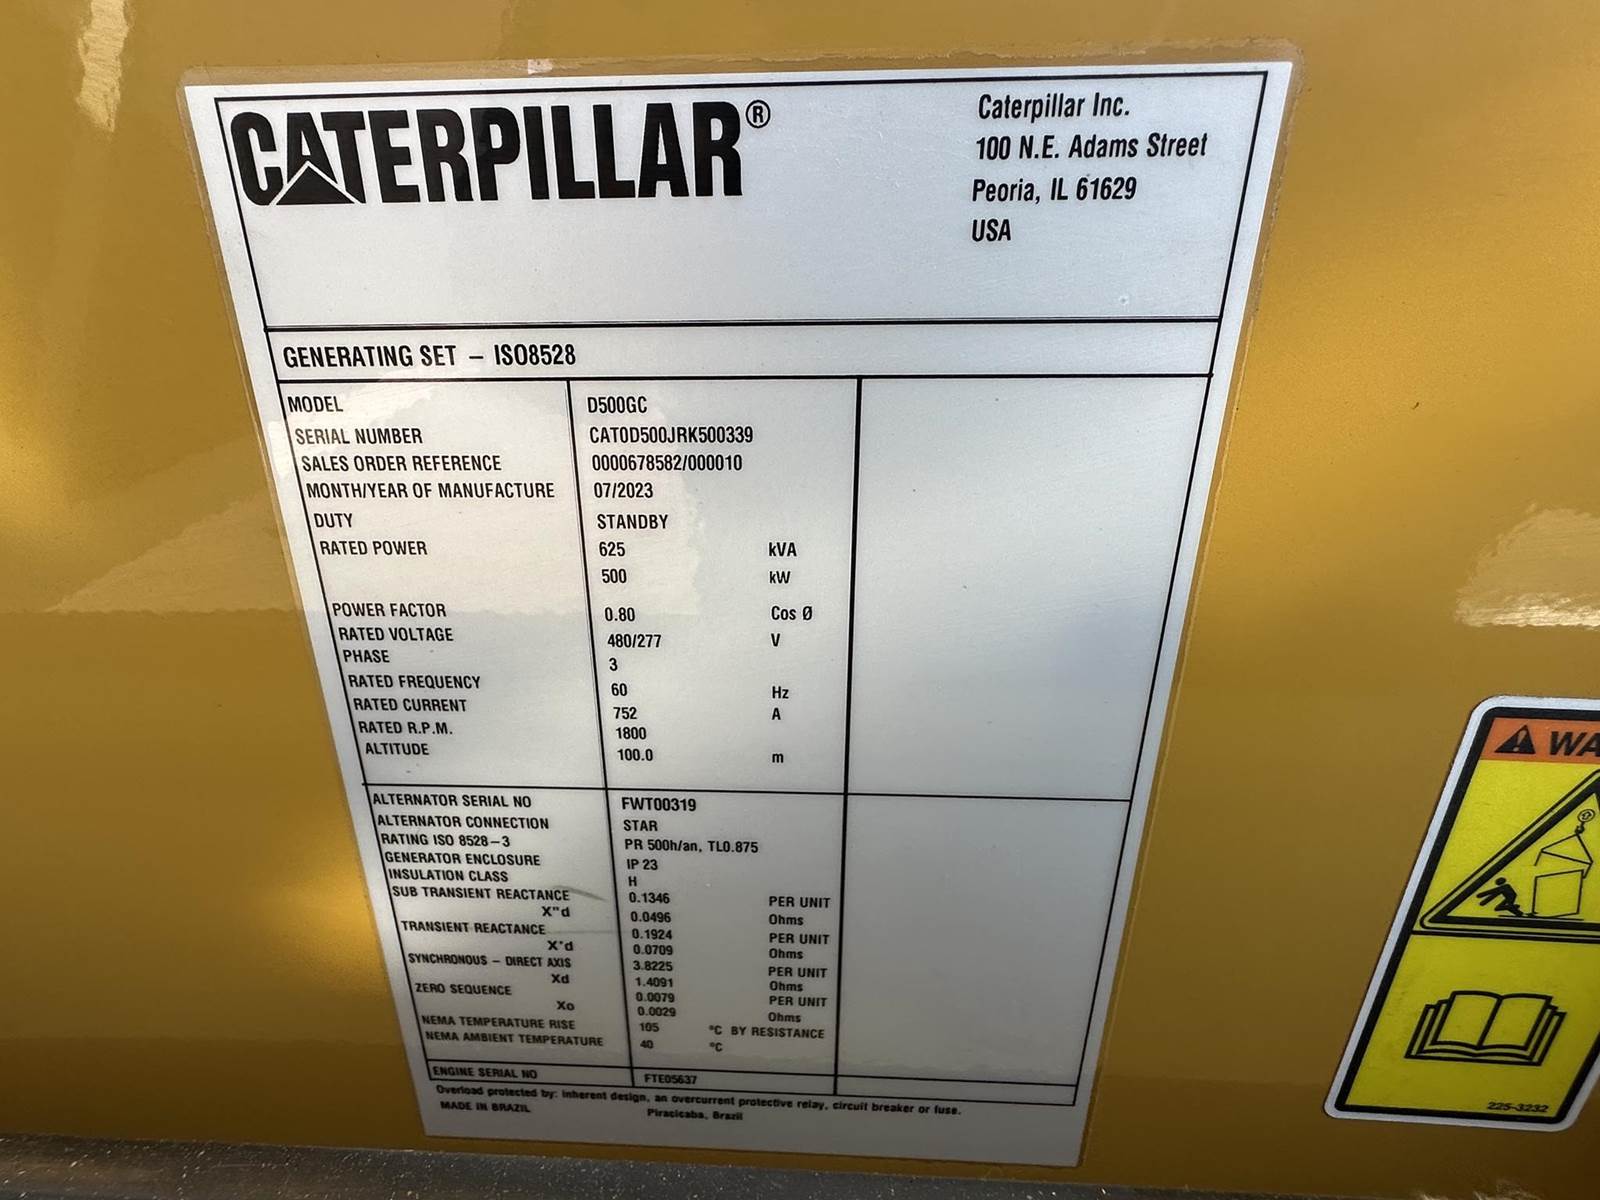 CATERPILLAR®
Caterpillar Inc.
100 N.E. Adams Street
Peoria, IL 61629
USA
GENERATING SET – ISO8528
MODEL D500GC
SERIAL NUMBER CAT0D500JRK500339
SALES ORDER REFERENCE 0000678582/000010
MONTH/YEAR OF MANUFACTURE 07/2023
DUTY STANDBY
RATED POWER 625 kVA
500 kW
POWER FACTOR 0.80 Cos Ø
RATED VOLTAGE 480/277 V
PHASE 3
RATED FREQUENCY 60 Hz
RATED CURRENT 752 A
RATED R.P.M. 1800
ALTITUDE 100.0 m
ALTERNATOR SERIAL NO FWT00319
ALTERNATOR CONNECTION STAR
RATING ISO 8528–3 PR 500h/an, TL0.875
GENERATOR ENCLOSURE IP 23
INSULATION CLASS H
SUB TRANSIENT REACTANCE 0.1346 PER UNIT
X"d 0.0496 Ohms
TRANSIENT REACTANCE 0.1924 PER UNIT
X'd 0.0709 Ohms
SYNCHRONOUS – DIRECT AXIS 3.8225 PER UNIT
Xd 1.4091 Ohms
ZERO SEQUENCE 0.0079 PER UNIT
Xo 0.0029 Ohms
NEMA TEMPERATURE RISE 105 °C BY RESISTANCE
NEMA AMBIENT TEMPERATURE 40 °C
ENGINE SERIAL NO FTE05637
Overload protected by: inherent design, an overcurrent protective relay, circuit breaker or fuse.
MADE IN BRAZIL Piracicaba, Brazil
WA
225-3232